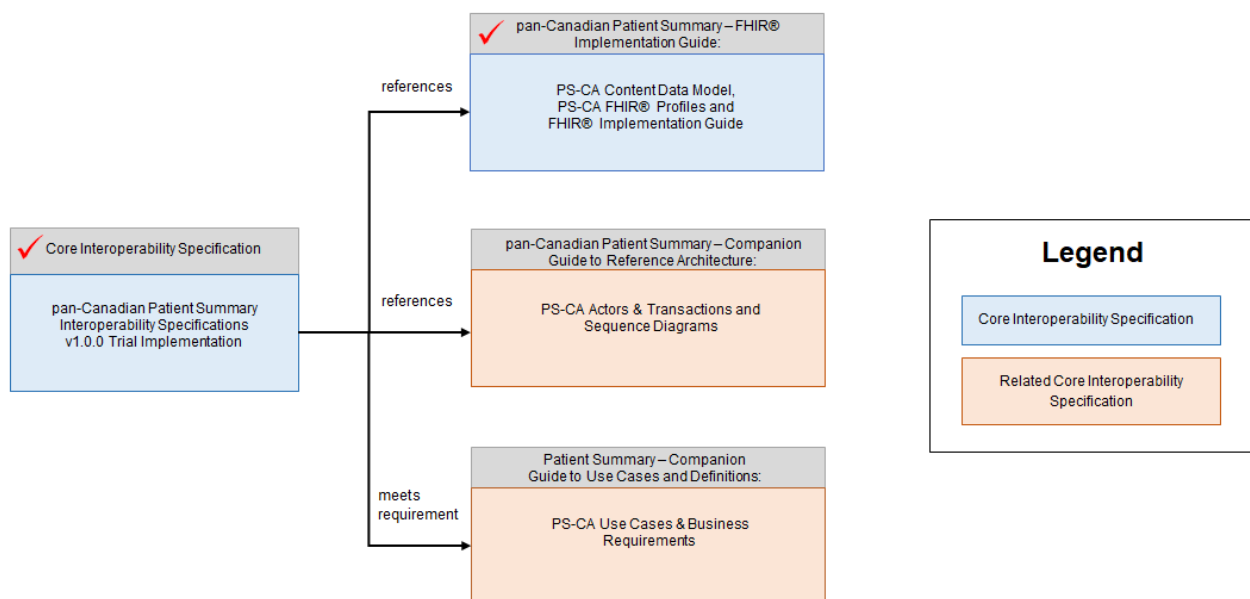 pan-Canadian Patient Summary – FHIR®
Implementation Guide:
references
PS-CA Content Data Model,
PS-CA FHIR® Profiles and
FHIR® Implementation Guide
Core Interoperability Specification
pan-Canadian Patient Summary
Interoperability Specifications
v1.0.0 Trial Implementation
pan-Canadian Patient Summary – Companion
Guide to Reference Architecture:
references
PS-CA Actors & Transactions and
Sequence Diagrams
Patient Summary – Companion
Guide to Use Cases and Definitions:
meets
requirement
PS-CA Use Cases & Business
Requirements
Legend
Core Interoperability Specification
Related Core Interoperability
Specification